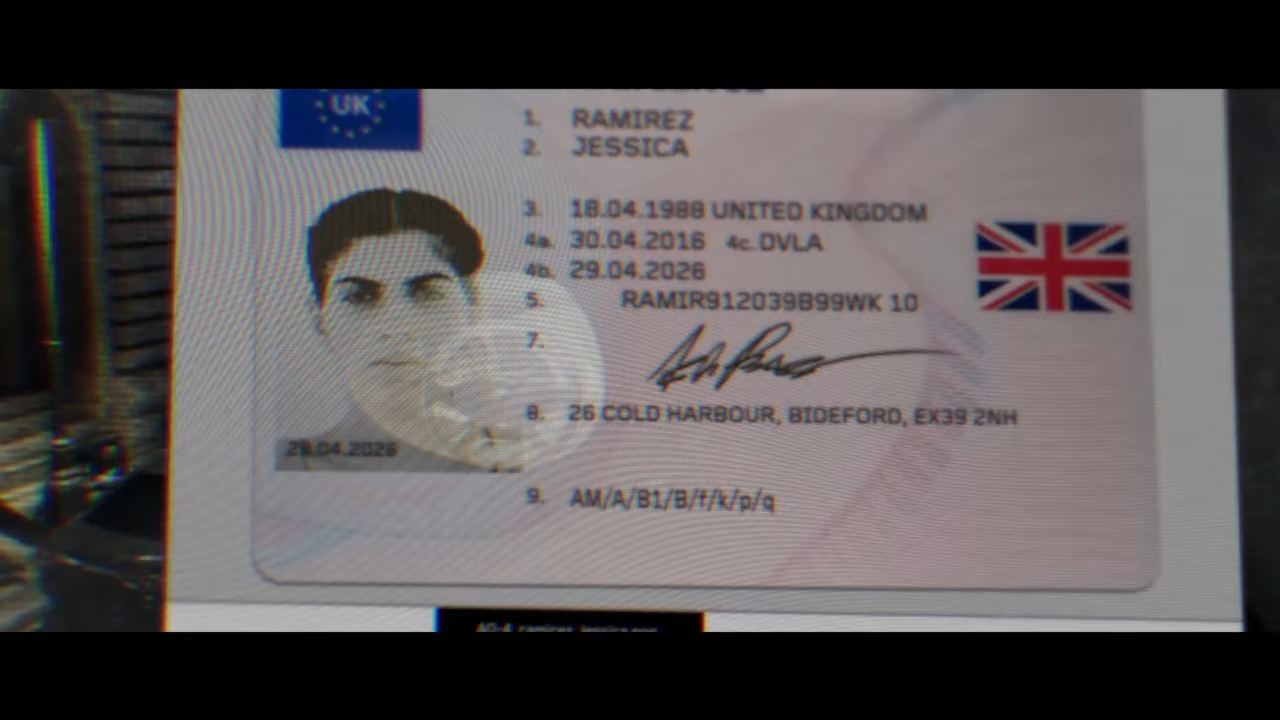 UK
1. RAMIREZ
2. JESSICA
3. 18.04.1988 UNITED KINGDOM
4a. 30.04.2016 4c. DVLA
4b. 29.04.2026
5. RAMIR912039B99WK 10
7.
8. 26 COLD HARBOUR, BIDEFORD, EX39 2NH
29.04.2026
9. AM/A/B1/B/f/k/p/q